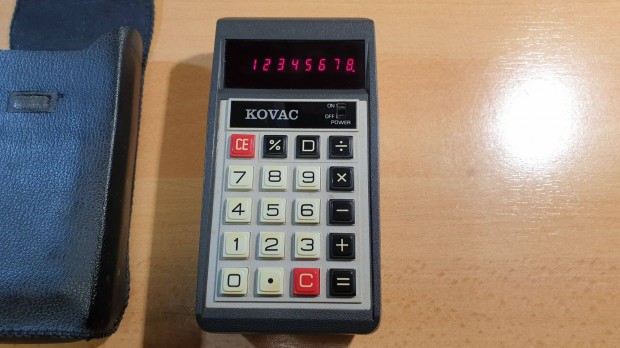 12345678.
KOVAC
ON
OFF
POWER
CE % D ÷
7 8 9 ×
4 5 6 −
1 2 3 +
0 . C =